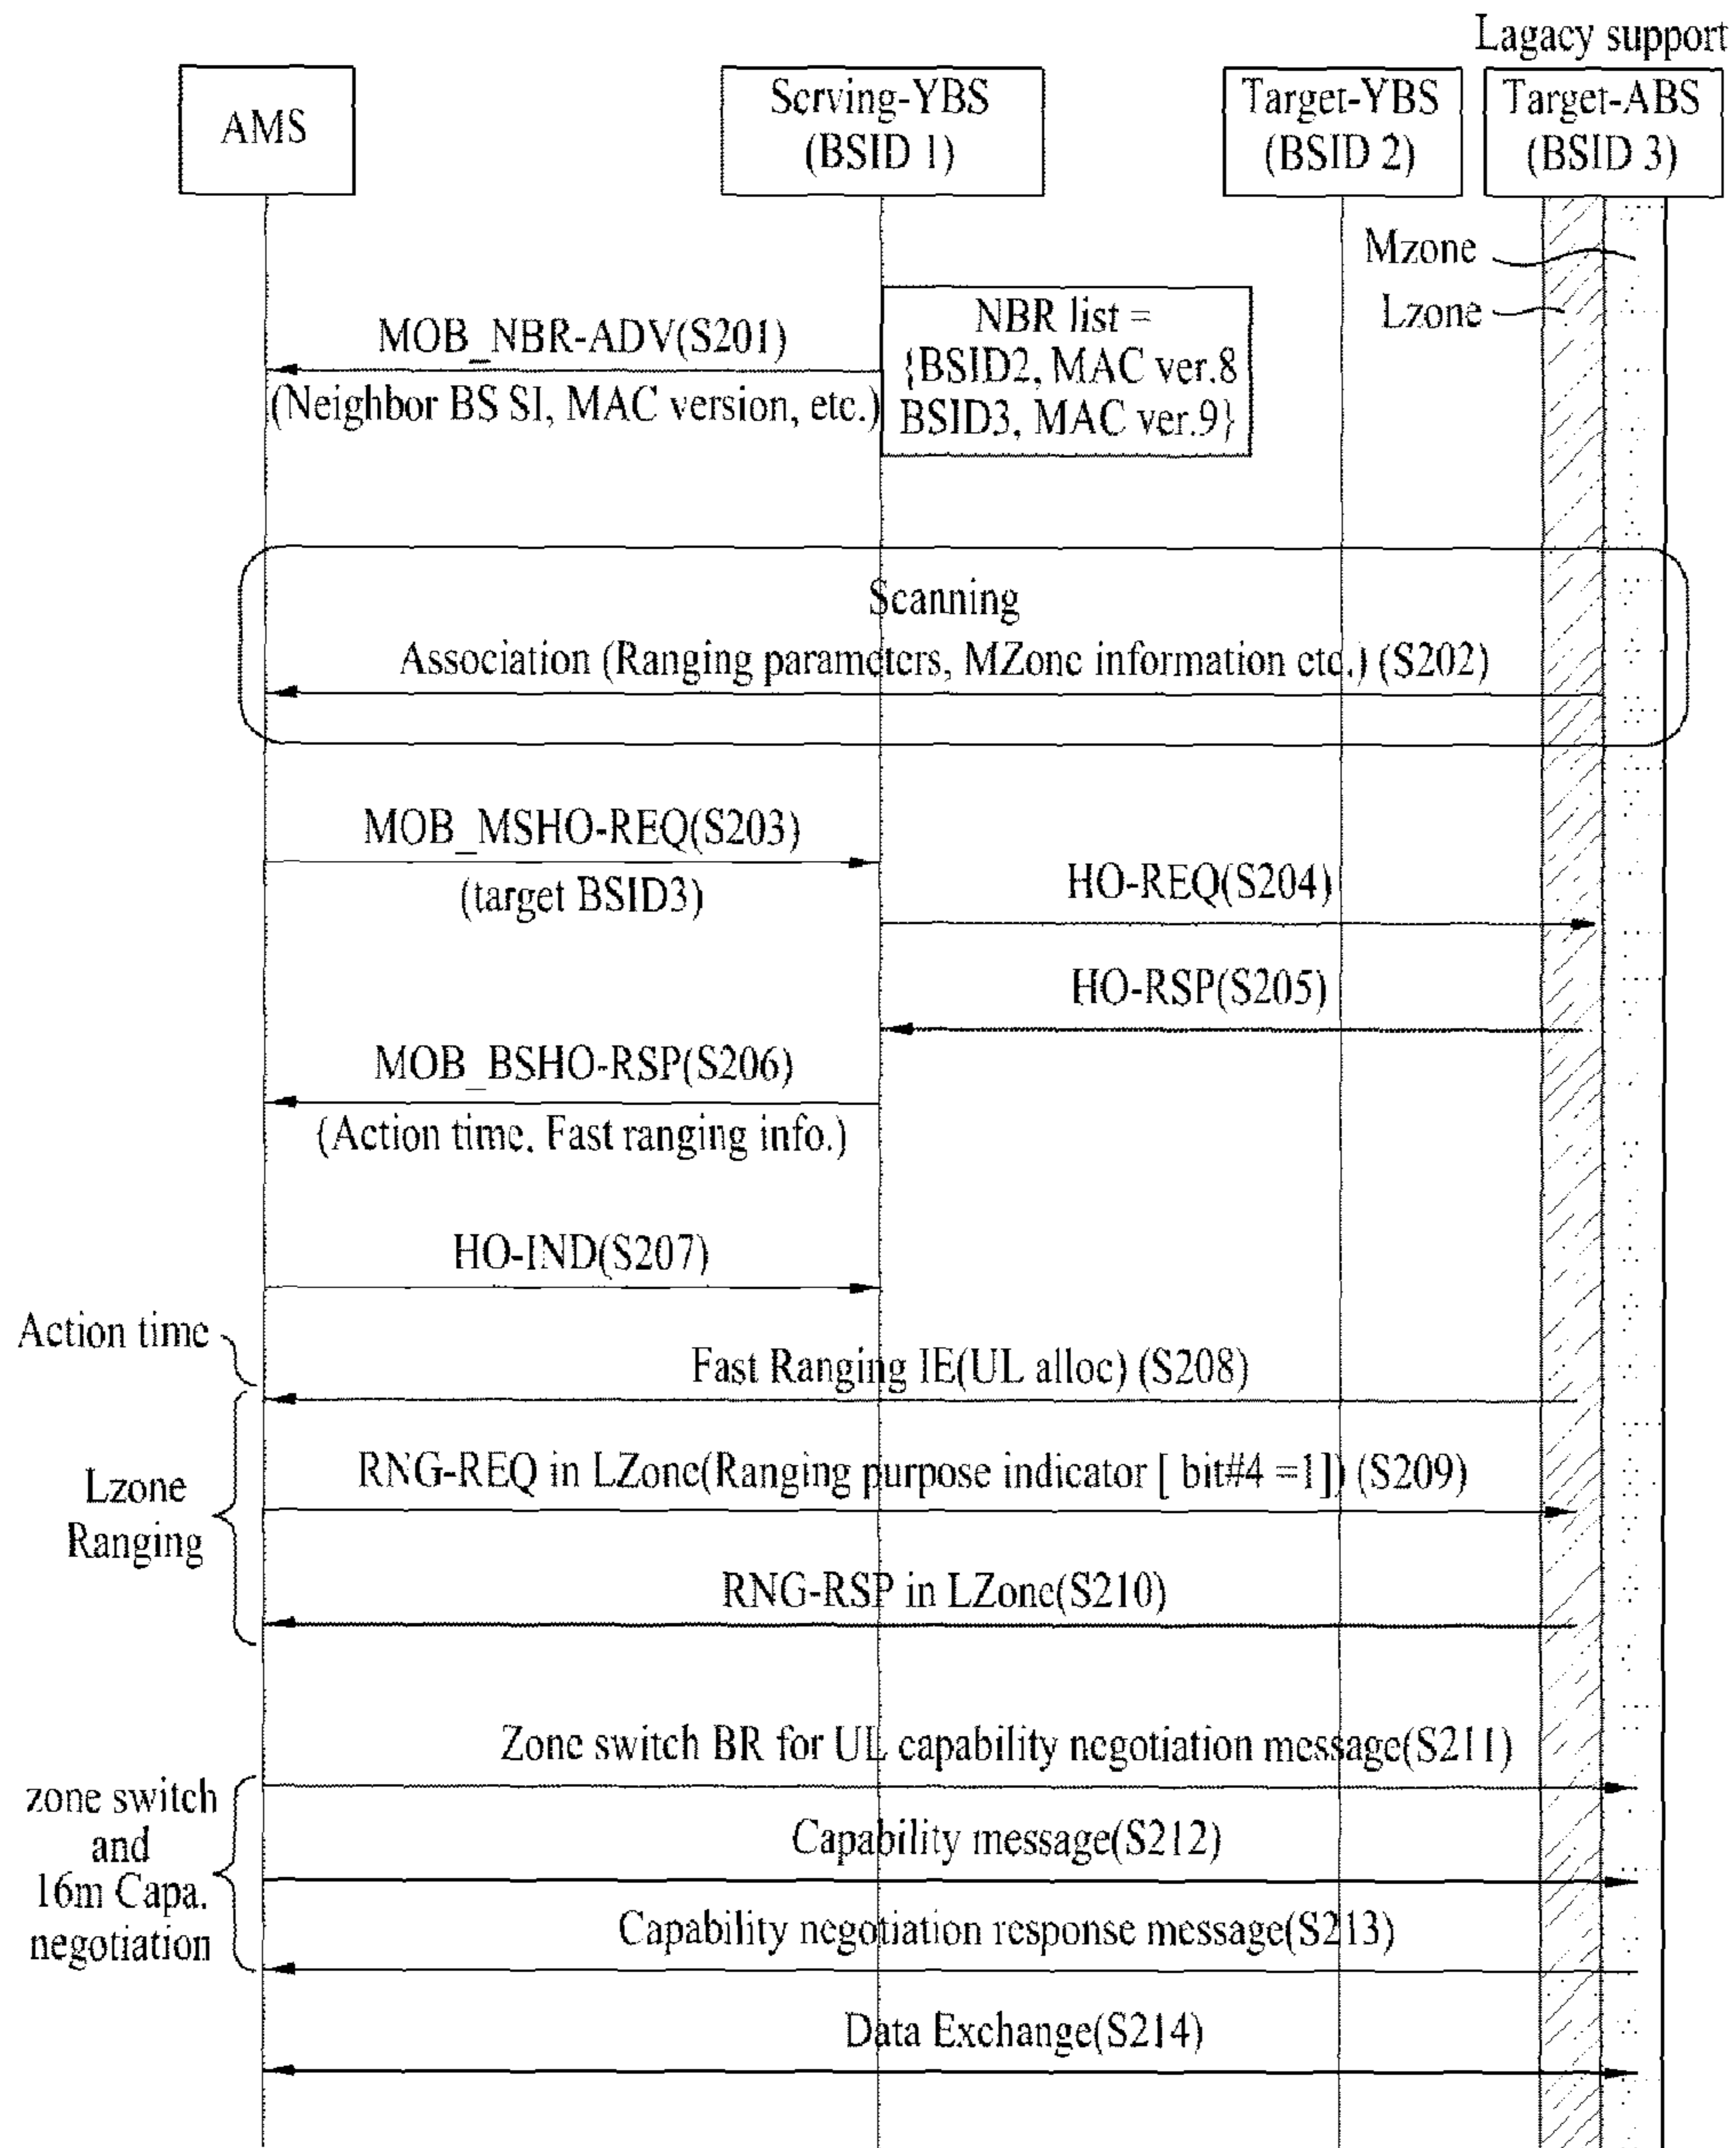 Lagacy support
AMS
Serving-YBS
(BSID 1)
Target-YBS
(BSID 2)
Target-ABS
(BSID 3)
Mzone
Lzone
NBR list =
{BSID2, MAC ver.8
BSID3, MAC ver.9}
MOB_NBR-ADV(S201)
(Neighbor BS SI, MAC version, etc.)
Scanning
Association (Ranging parameters, MZone information etc.) (S202)
MOB_MSHO-REQ(S203)
(target BSID3)
HO-REQ(S204)
HO-RSP(S205)
MOB_BSHO-RSP(S206)
(Action time, Fast ranging info.)
HO-IND(S207)
Action time
Fast Ranging IE(UL alloc) (S208)
Lzone
Ranging
RNG-REQ in LZone(Ranging purpose indicator [ bit#4 =1]) (S209)
RNG-RSP in LZone(S210)
Zone switch BR for UL capability negotiation message(S211)
zone switch
and
16m Capa.
negotiation
Capability message(S212)
Capability negotiation response message(S213)
Data Exchange(S214)